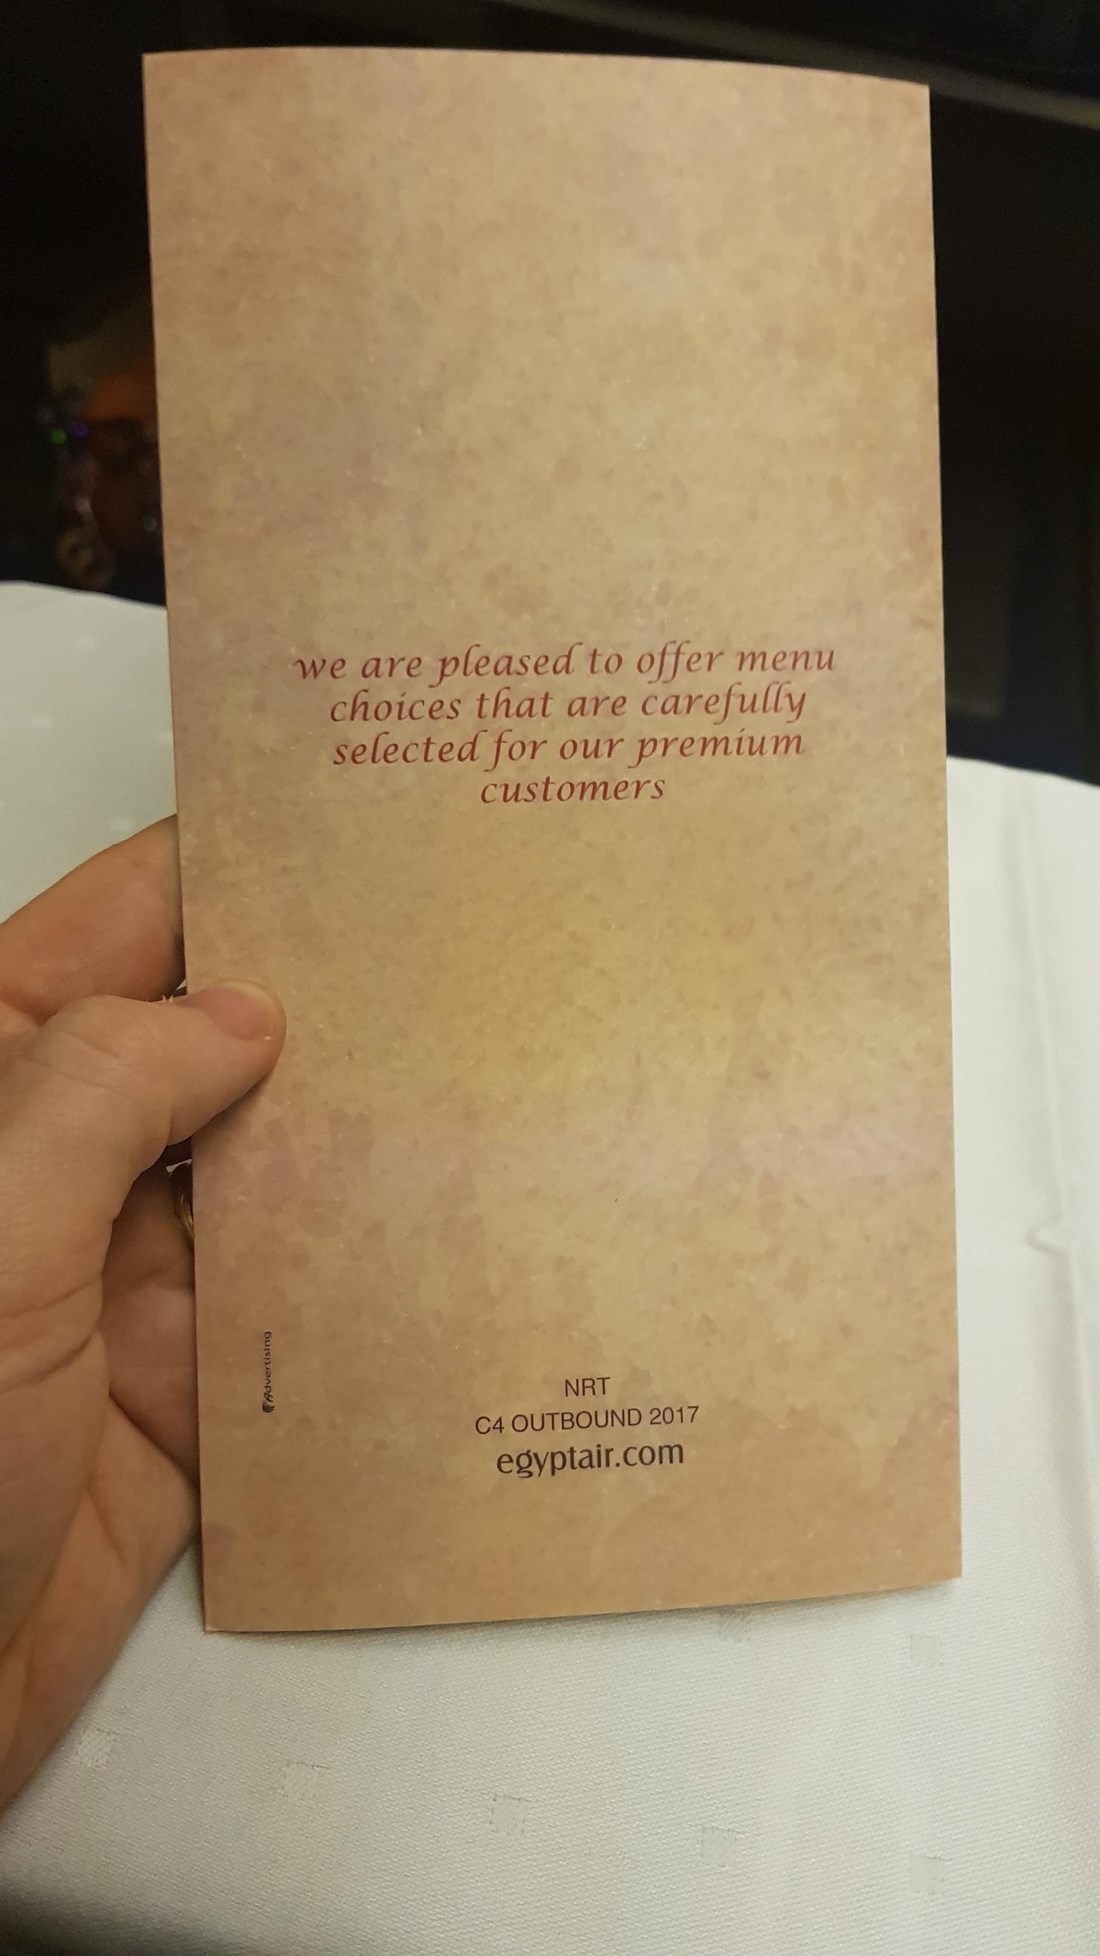 we are pleased to offer menu
choices that are carefully
selected for our premium
customers
Advertising
NRT
C4 OUTBOUND 2017
egyptair.com